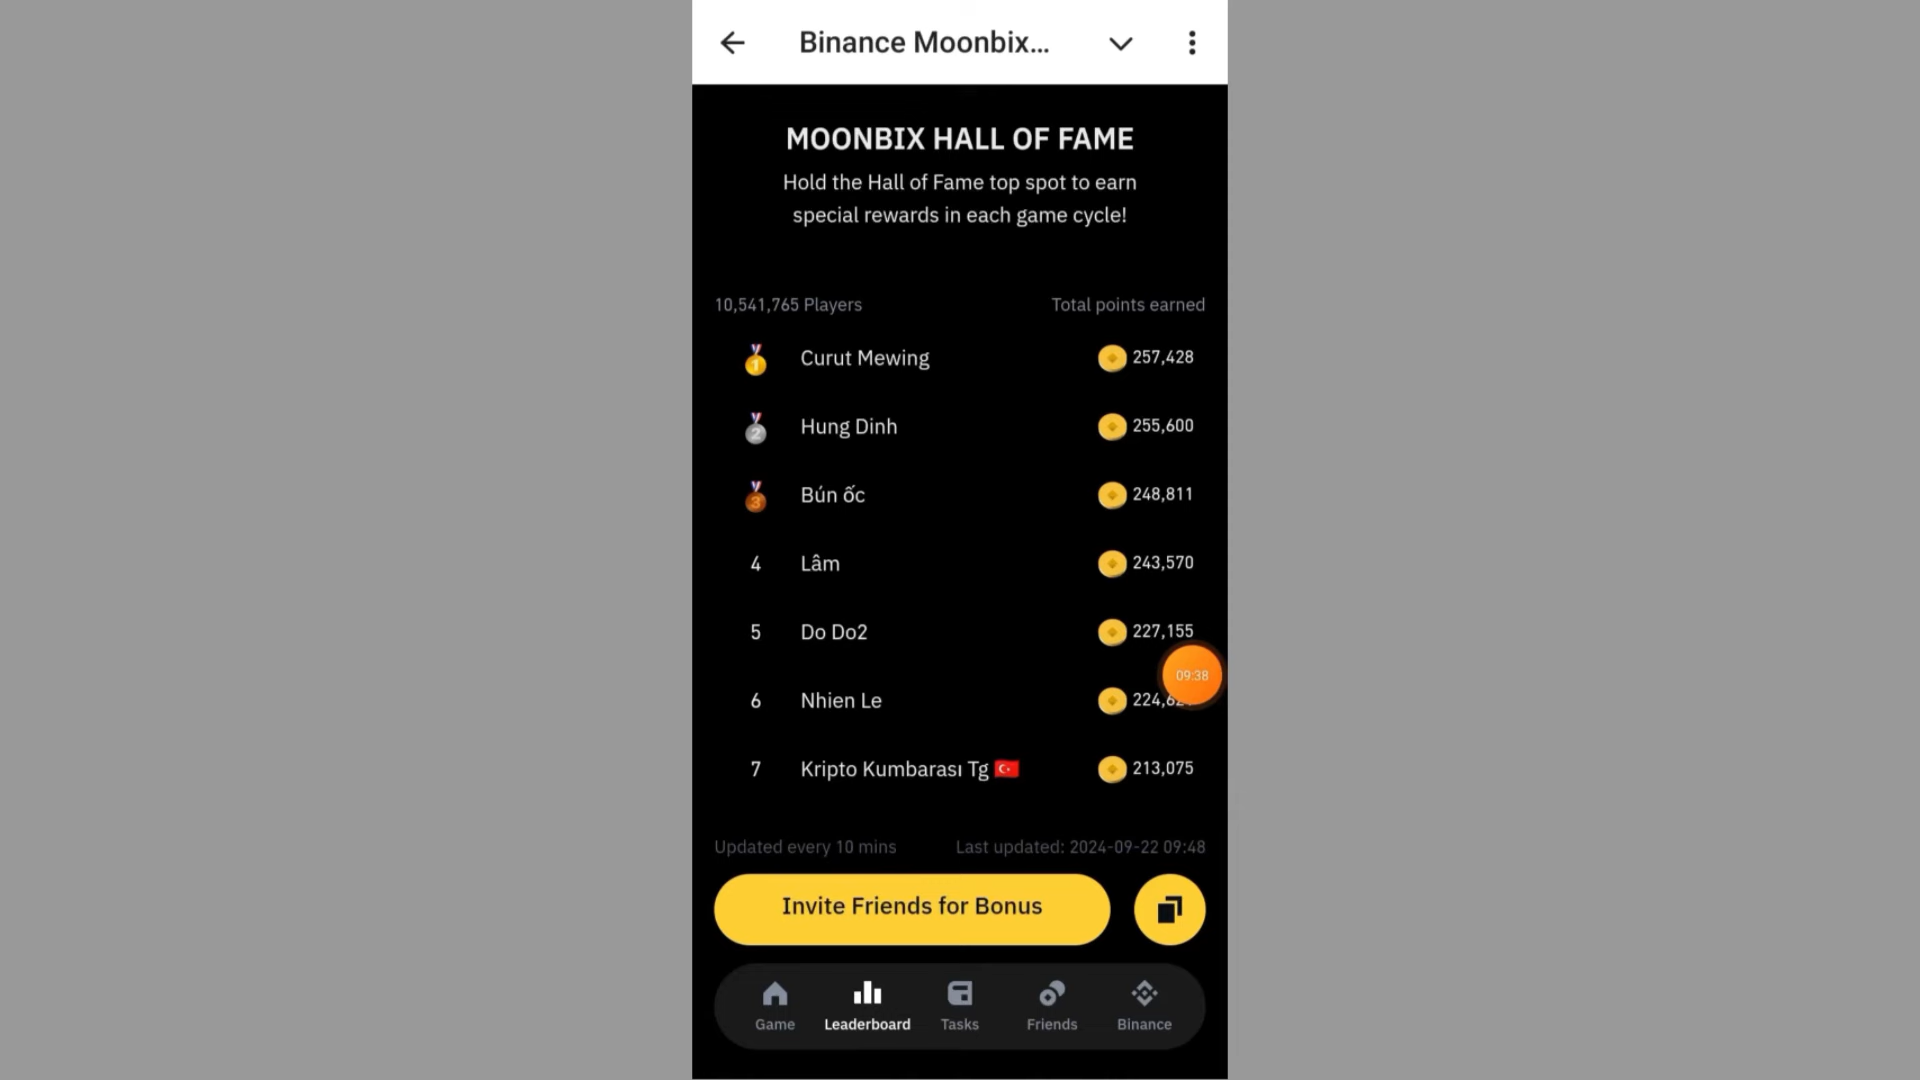 Binance Moonbix...
MOONBIX HALL OF FAME
Hold the Hall of Fame top spot to earn
special rewards in each game cycle!
10,541,765 Players Total points earned
1 Curut Mewing 257,428
2 Hung Dinh 255,600
3 Bún ốc 248,811
4 Lâm 243,570
5 Do Do2 227,155
09:38
6 Nhien Le
7 Kripto Kumbarası Tg 213,075
Updated every 10 mins Last updated: 2024-09-22 09:48
Invite Friends for Bonus
Game Leaderboard Tasks Friends Binance